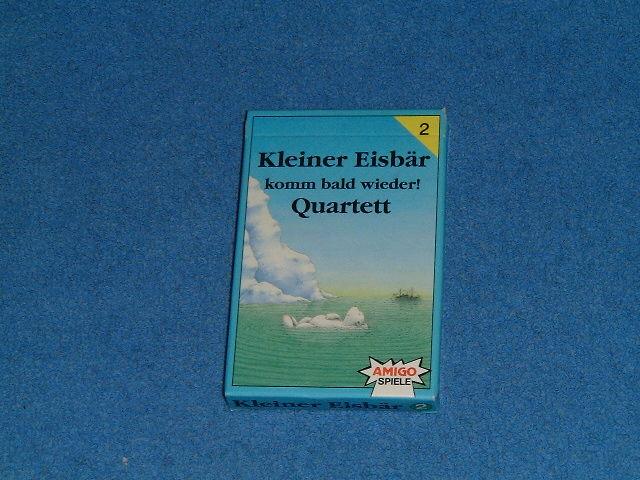 2
Kleiner Eisbär
komm bald wieder!
Quartett
AMIGO
SPIELE
Kleiner Eisbär 2